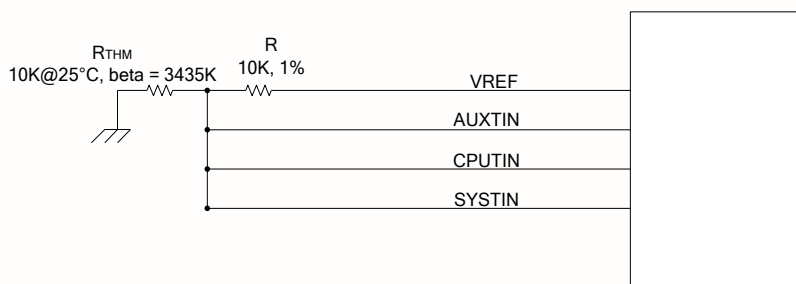 RTHM
10K@25°C, beta = 3435K
R
10K, 1%
VREF
AUXTIN
CPUTIN
SYSTIN